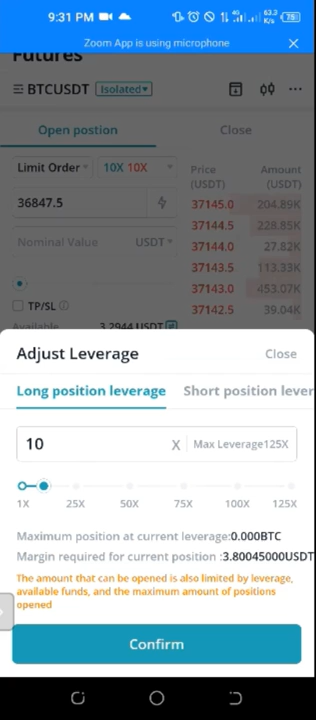 9:31 PM
4G 63.3 K/s 75
Zoom App is using microphone
Futures
BTCUSDT Isolated
Open postion Close
Limit Order 10X 10X
Price (USDT) Amount (USDT)
36847.5
37145.0 204.89K
37144.5 228.85K
Nominal Value USDT
37144.0 27.82K
37143.5 113.33K
37143.0 453.07K
TP/SL
37142.5 39.04K
Available 3.2944 USDT
Adjust Leverage Close
Long position leverage Short position lever
10 X Max Leverage125X
1X 25X 50X 75X 100X 125X
Maximum position at current leverage:0.000BTC
Margin required for current position :3.80045000USDT
The amount that can be opened is also limited by leverage,
available funds, and the maximum amount of positions
opened
Confirm